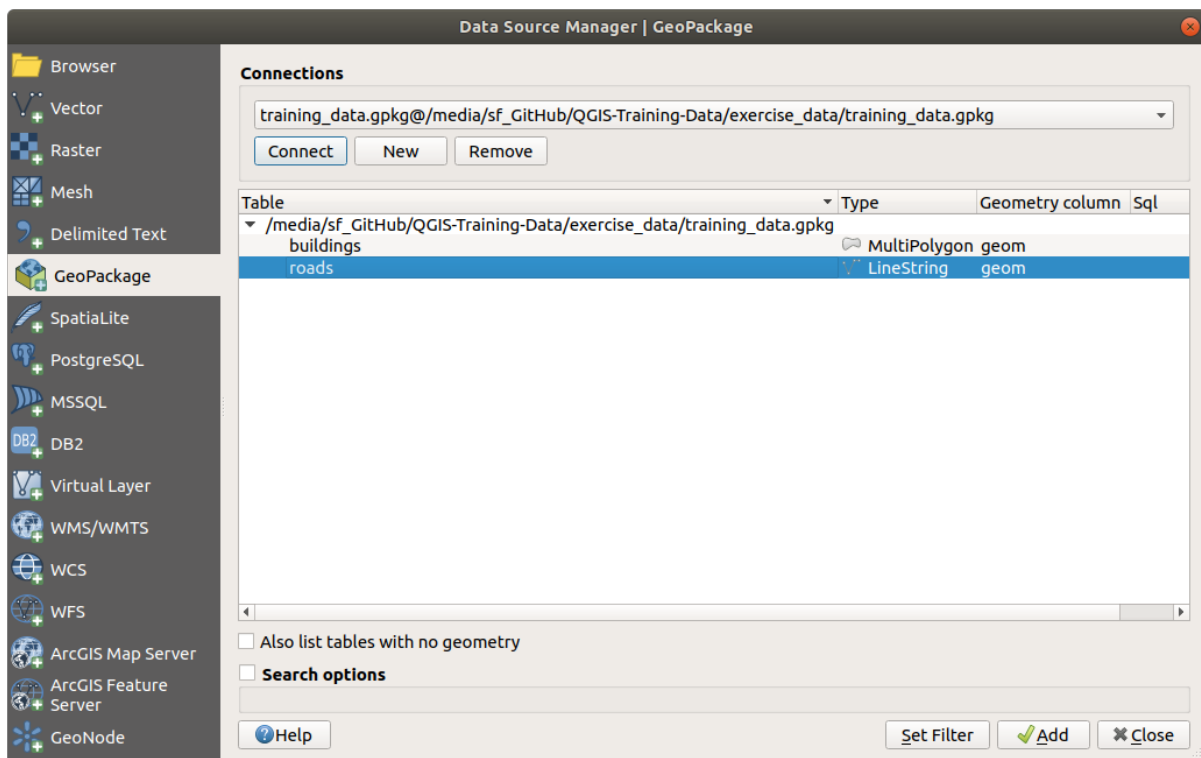 Data Source Manager | GeoPackage
Browser
Vector
Raster
Mesh
Delimited Text
GeoPackage
SpatiaLite
PostgreSQL
MSSQL
DB2
DB2
Virtual Layer
WMS/WMTS
WCS
WFS
ArcGIS Map Server
ArcGIS Feature
Server
GeoNode
Connections
training_data.gpkg@/media/sf_GitHub/QGIS-Training-Data/exercise_data/training_data.gpkg
Connect New Remove
Table Type Geometry column Sql
/media/sf_GitHub/QGIS-Training-Data/exercise_data/training_data.gpkg
buildings MultiPolygon geom
roads LineString geom
Also list tables with no geometry
Search options
Help Set Filter Add Close